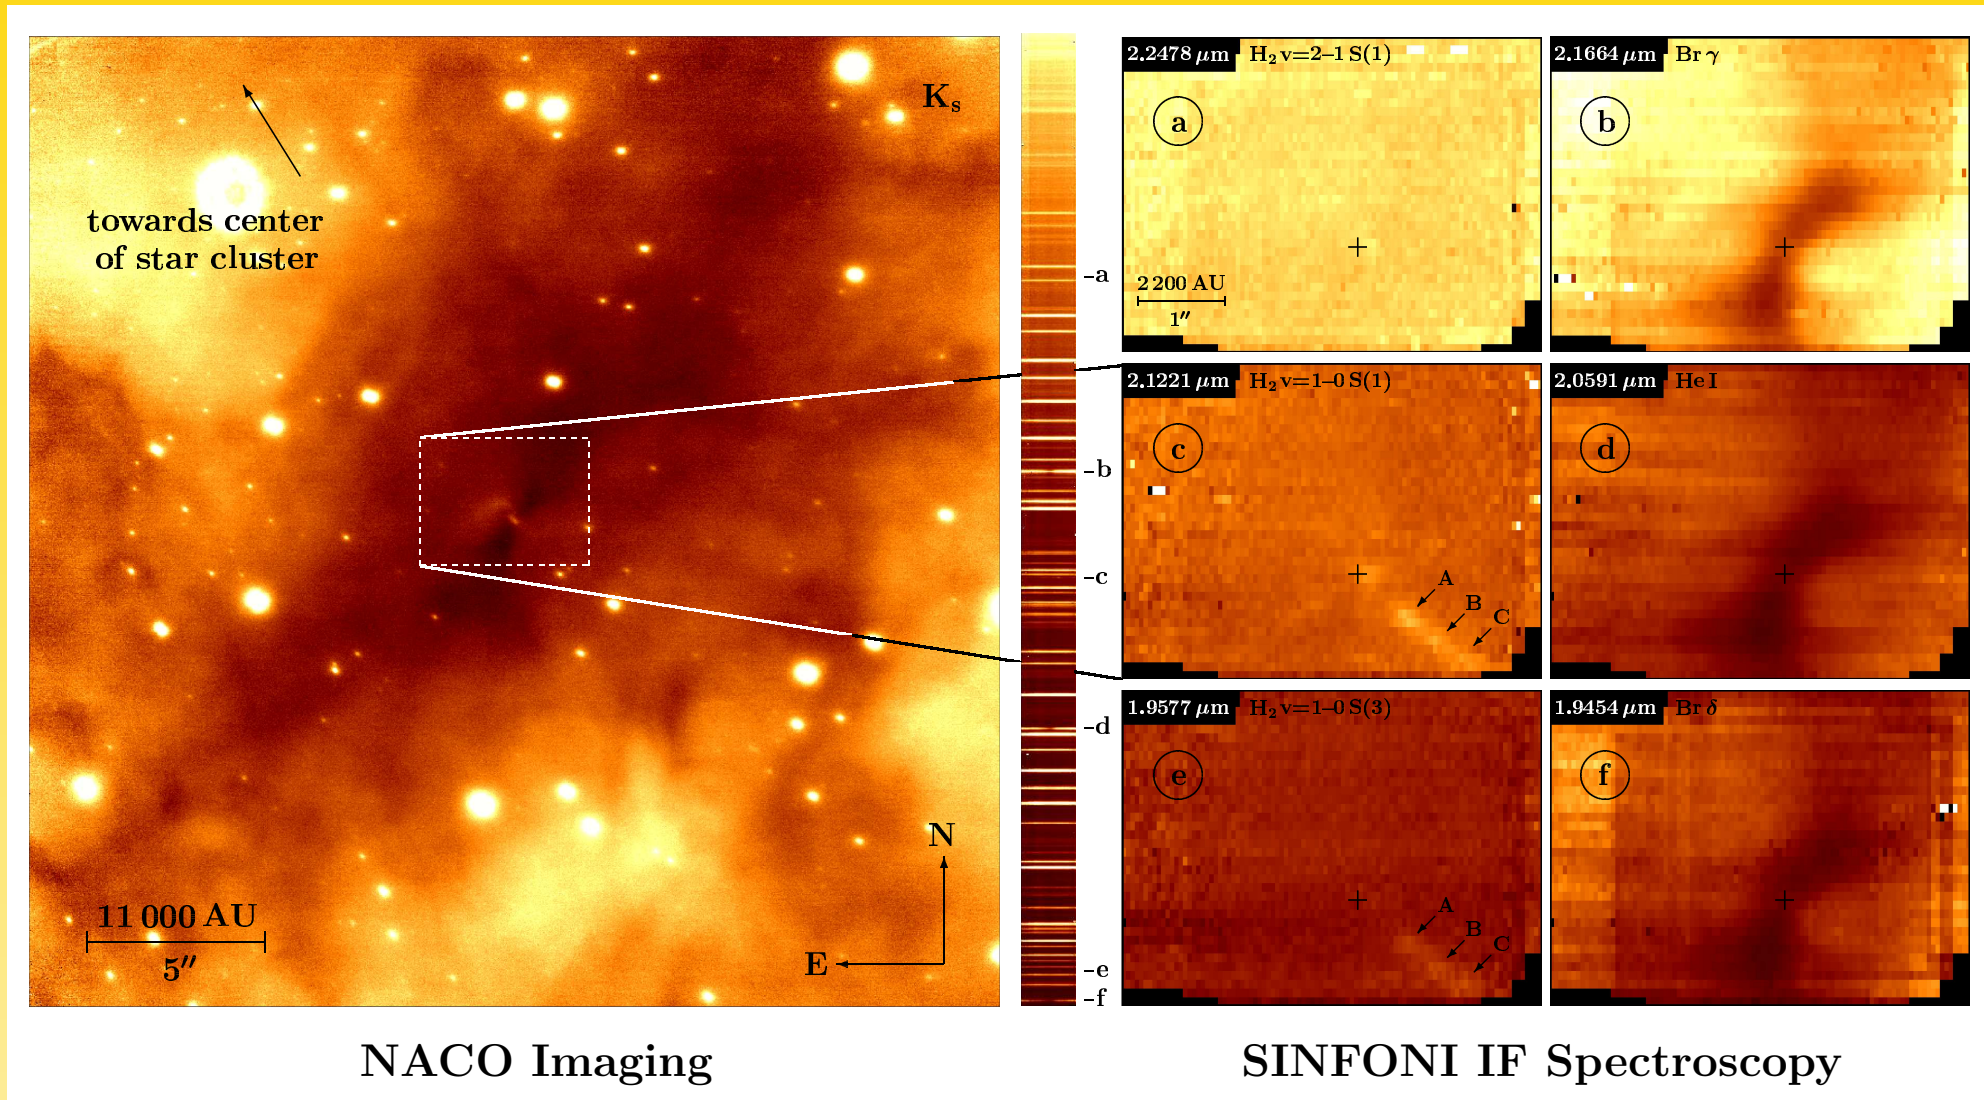 towards center
of star cluster
K_s
11 000 AU
5″
N
E
NACO Imaging
–a
–b
–c
–d
–e
–f
2.2478 μm H₂ v=2–1 S(1)
a
2 200 AU
1″
2.1664 μm Br γ
b
2.1221 μm H₂ v=1–0 S(1)
c
A
B
C
2.0591 μm He I
d
1.9577 μm H₂ v=1–0 S(3)
e
A
B
C
1.9454 μm Br δ
f
SINFONI IF Spectroscopy